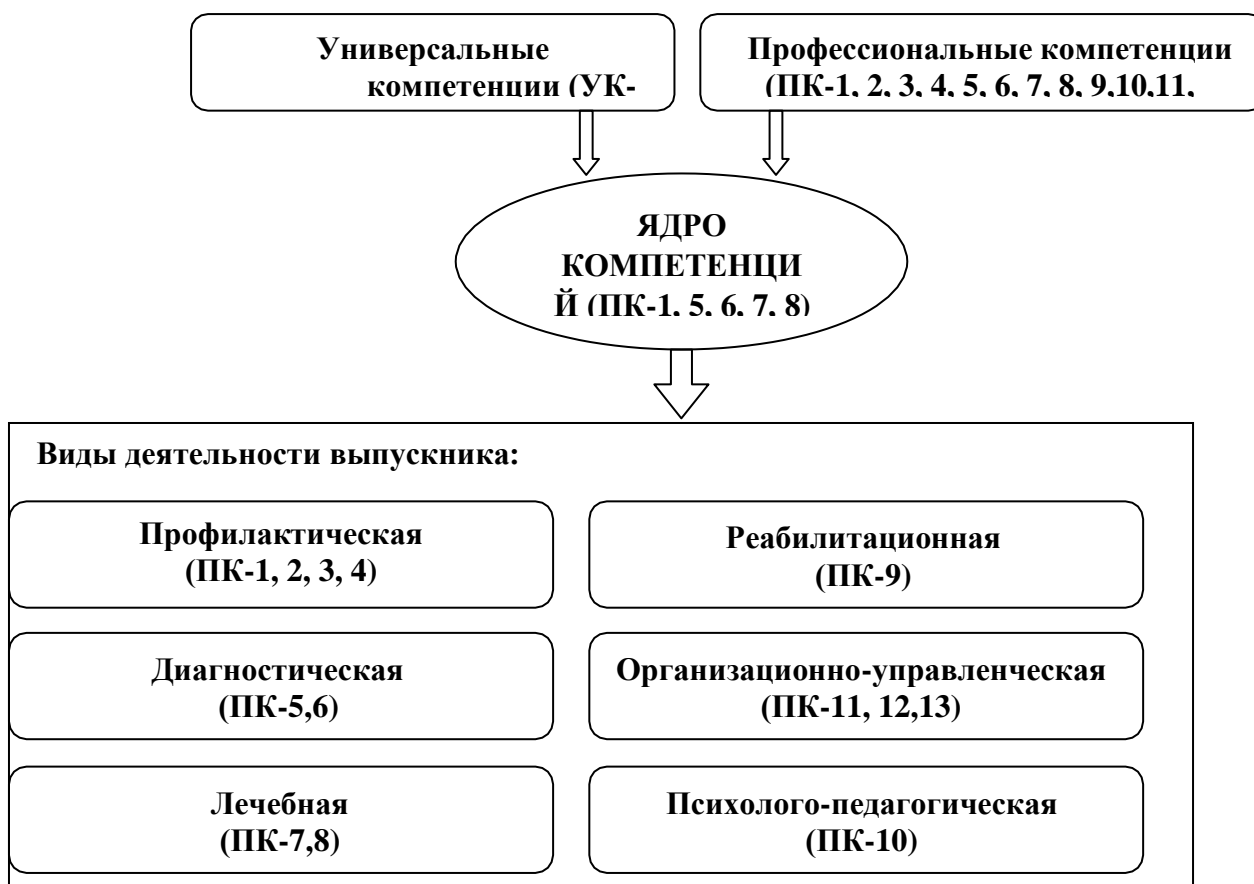 Универсальные
компетенции (УК-
Профессиональные компетенции
(ПК-1, 2, 3, 4, 5, 6, 7, 8, 9,10,11,
ЯДРО
КОМПЕТЕНЦИ
Й (ПК-1, 5, 6, 7, 8)
Виды деятельности выпускника:
Профилактическая
(ПК-1, 2, 3, 4)
Реабилитационная
(ПК-9)
Диагностическая
(ПК-5,6)
Организационно-управленческая
(ПК-11, 12,13)
Лечебная
(ПК-7,8)
Психолого-педагогическая
(ПК-10)